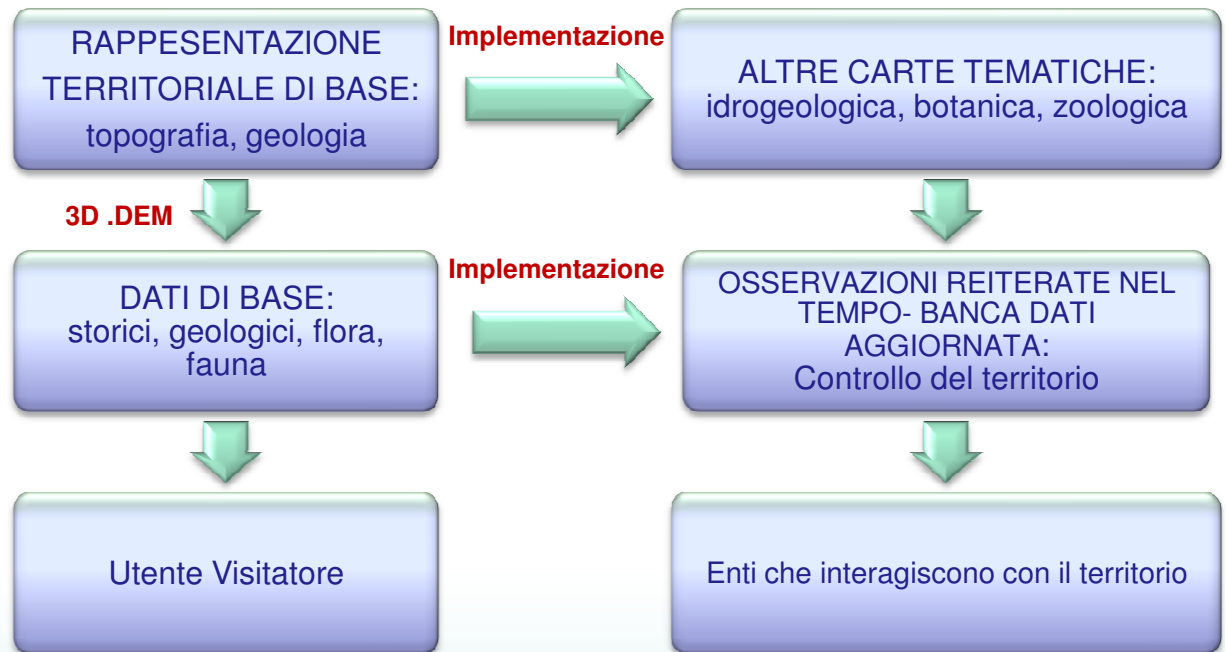 RAPPESENTAZIONE
TERRITORIALE DI BASE:
topografia, geologia
Implementazione
ALTRE CARTE TEMATICHE:
idrogeologica, botanica, zoologica
3D .DEM
DATI DI BASE:
storici, geologici, flora,
fauna
Implementazione
OSSERVAZIONI REITERATE NEL
TEMPO- BANCA DATI
AGGIORNATA:
Controllo del territorio
Utente Visitatore
Enti che interagiscono con il territorio